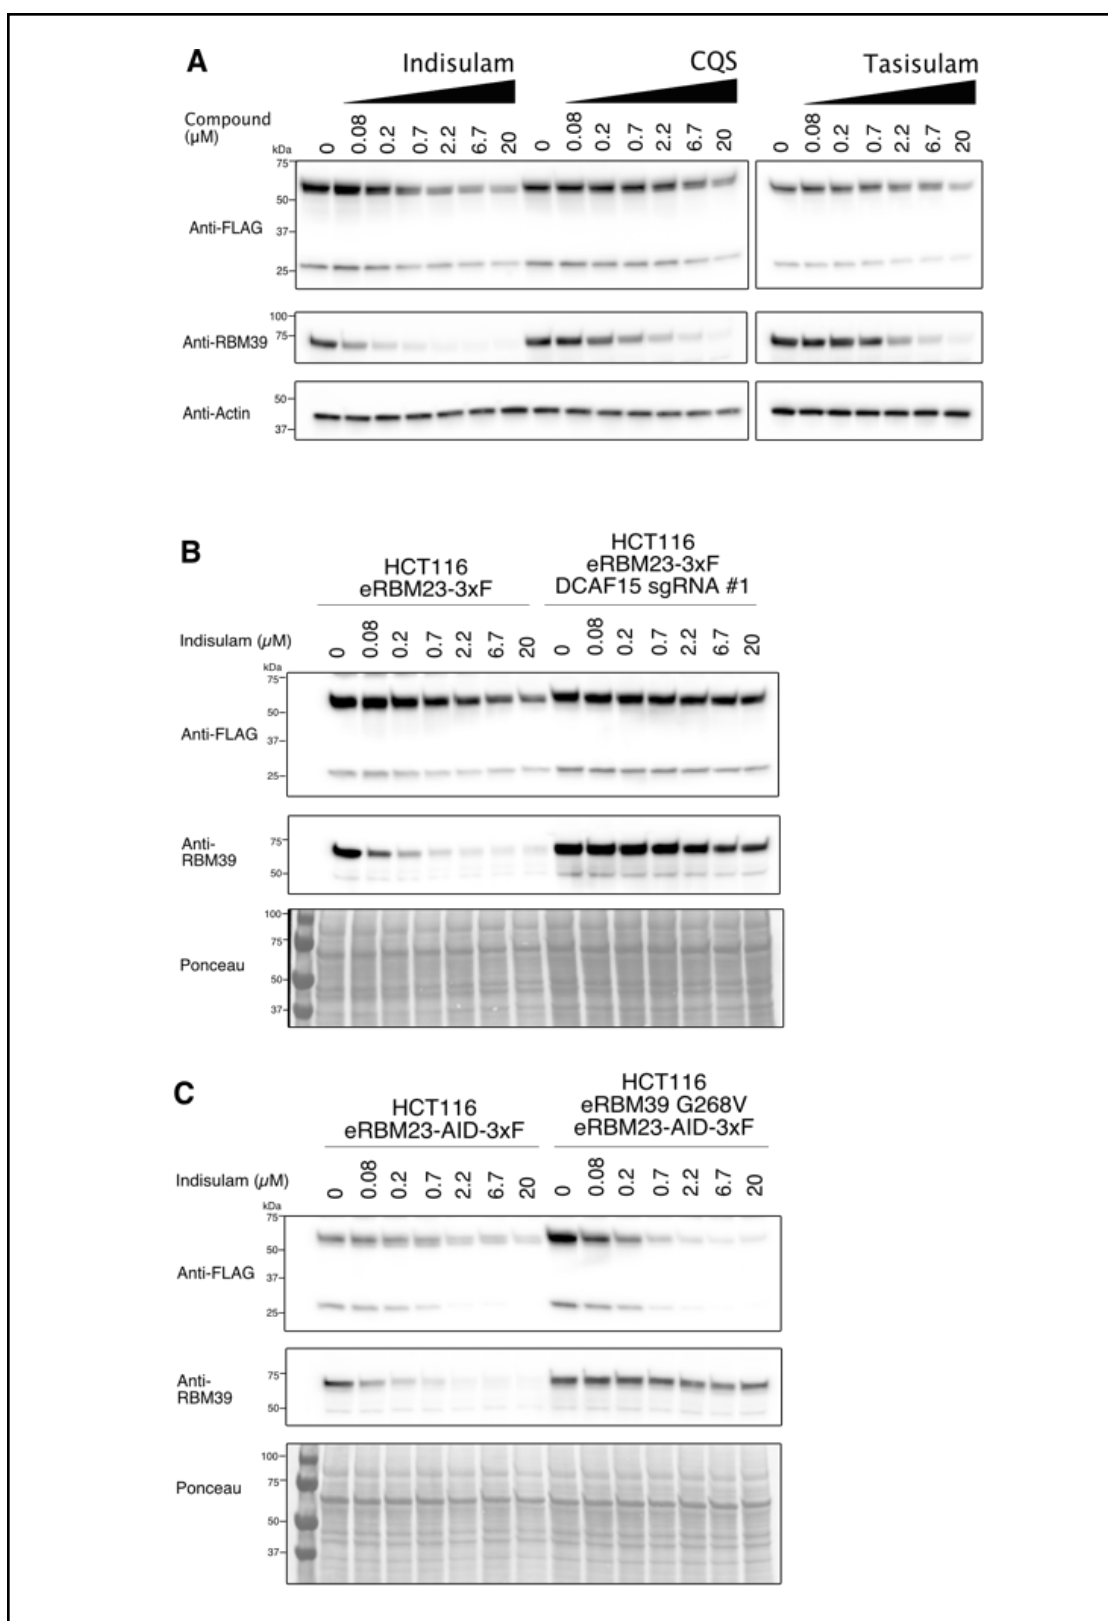 A
Indisulam CQS Tasisulam
Compound
(µM)
0 0.08 0.2 0.7 2.2 6.7 20 0 0.08 0.2 0.7 2.2 6.7 20 0 0.08 0.2 0.7 2.2 6.7 20
kDa
75
50
Anti-FLAG
37
25
100
75
Anti-RBM39
50
Anti-Actin
37
B
HCT116
eRBM23-3xF
HCT116
eRBM23-3xF
DCAF15 sgRNA #1
Indisulam (µM)
0 0.08 0.2 0.7 2.2 6.7 20 0 0.08 0.2 0.7 2.2 6.7 20
kDa
75
50
Anti-FLAG
37
25
75
Anti-
RBM39
50
100
75
Ponceau
50
37
C
HCT116
eRBM23-AID-3xF
HCT116
eRBM39 G268V
eRBM23-AID-3xF
Indisulam (µM)
0 0.08 0.2 0.7 2.2 6.7 20 0 0.08 0.2 0.7 2.2 6.7 20
kDa
75
50
Anti-FLAG
37
25
75
Anti-
RBM39
50
100
75
Ponceau
50
37